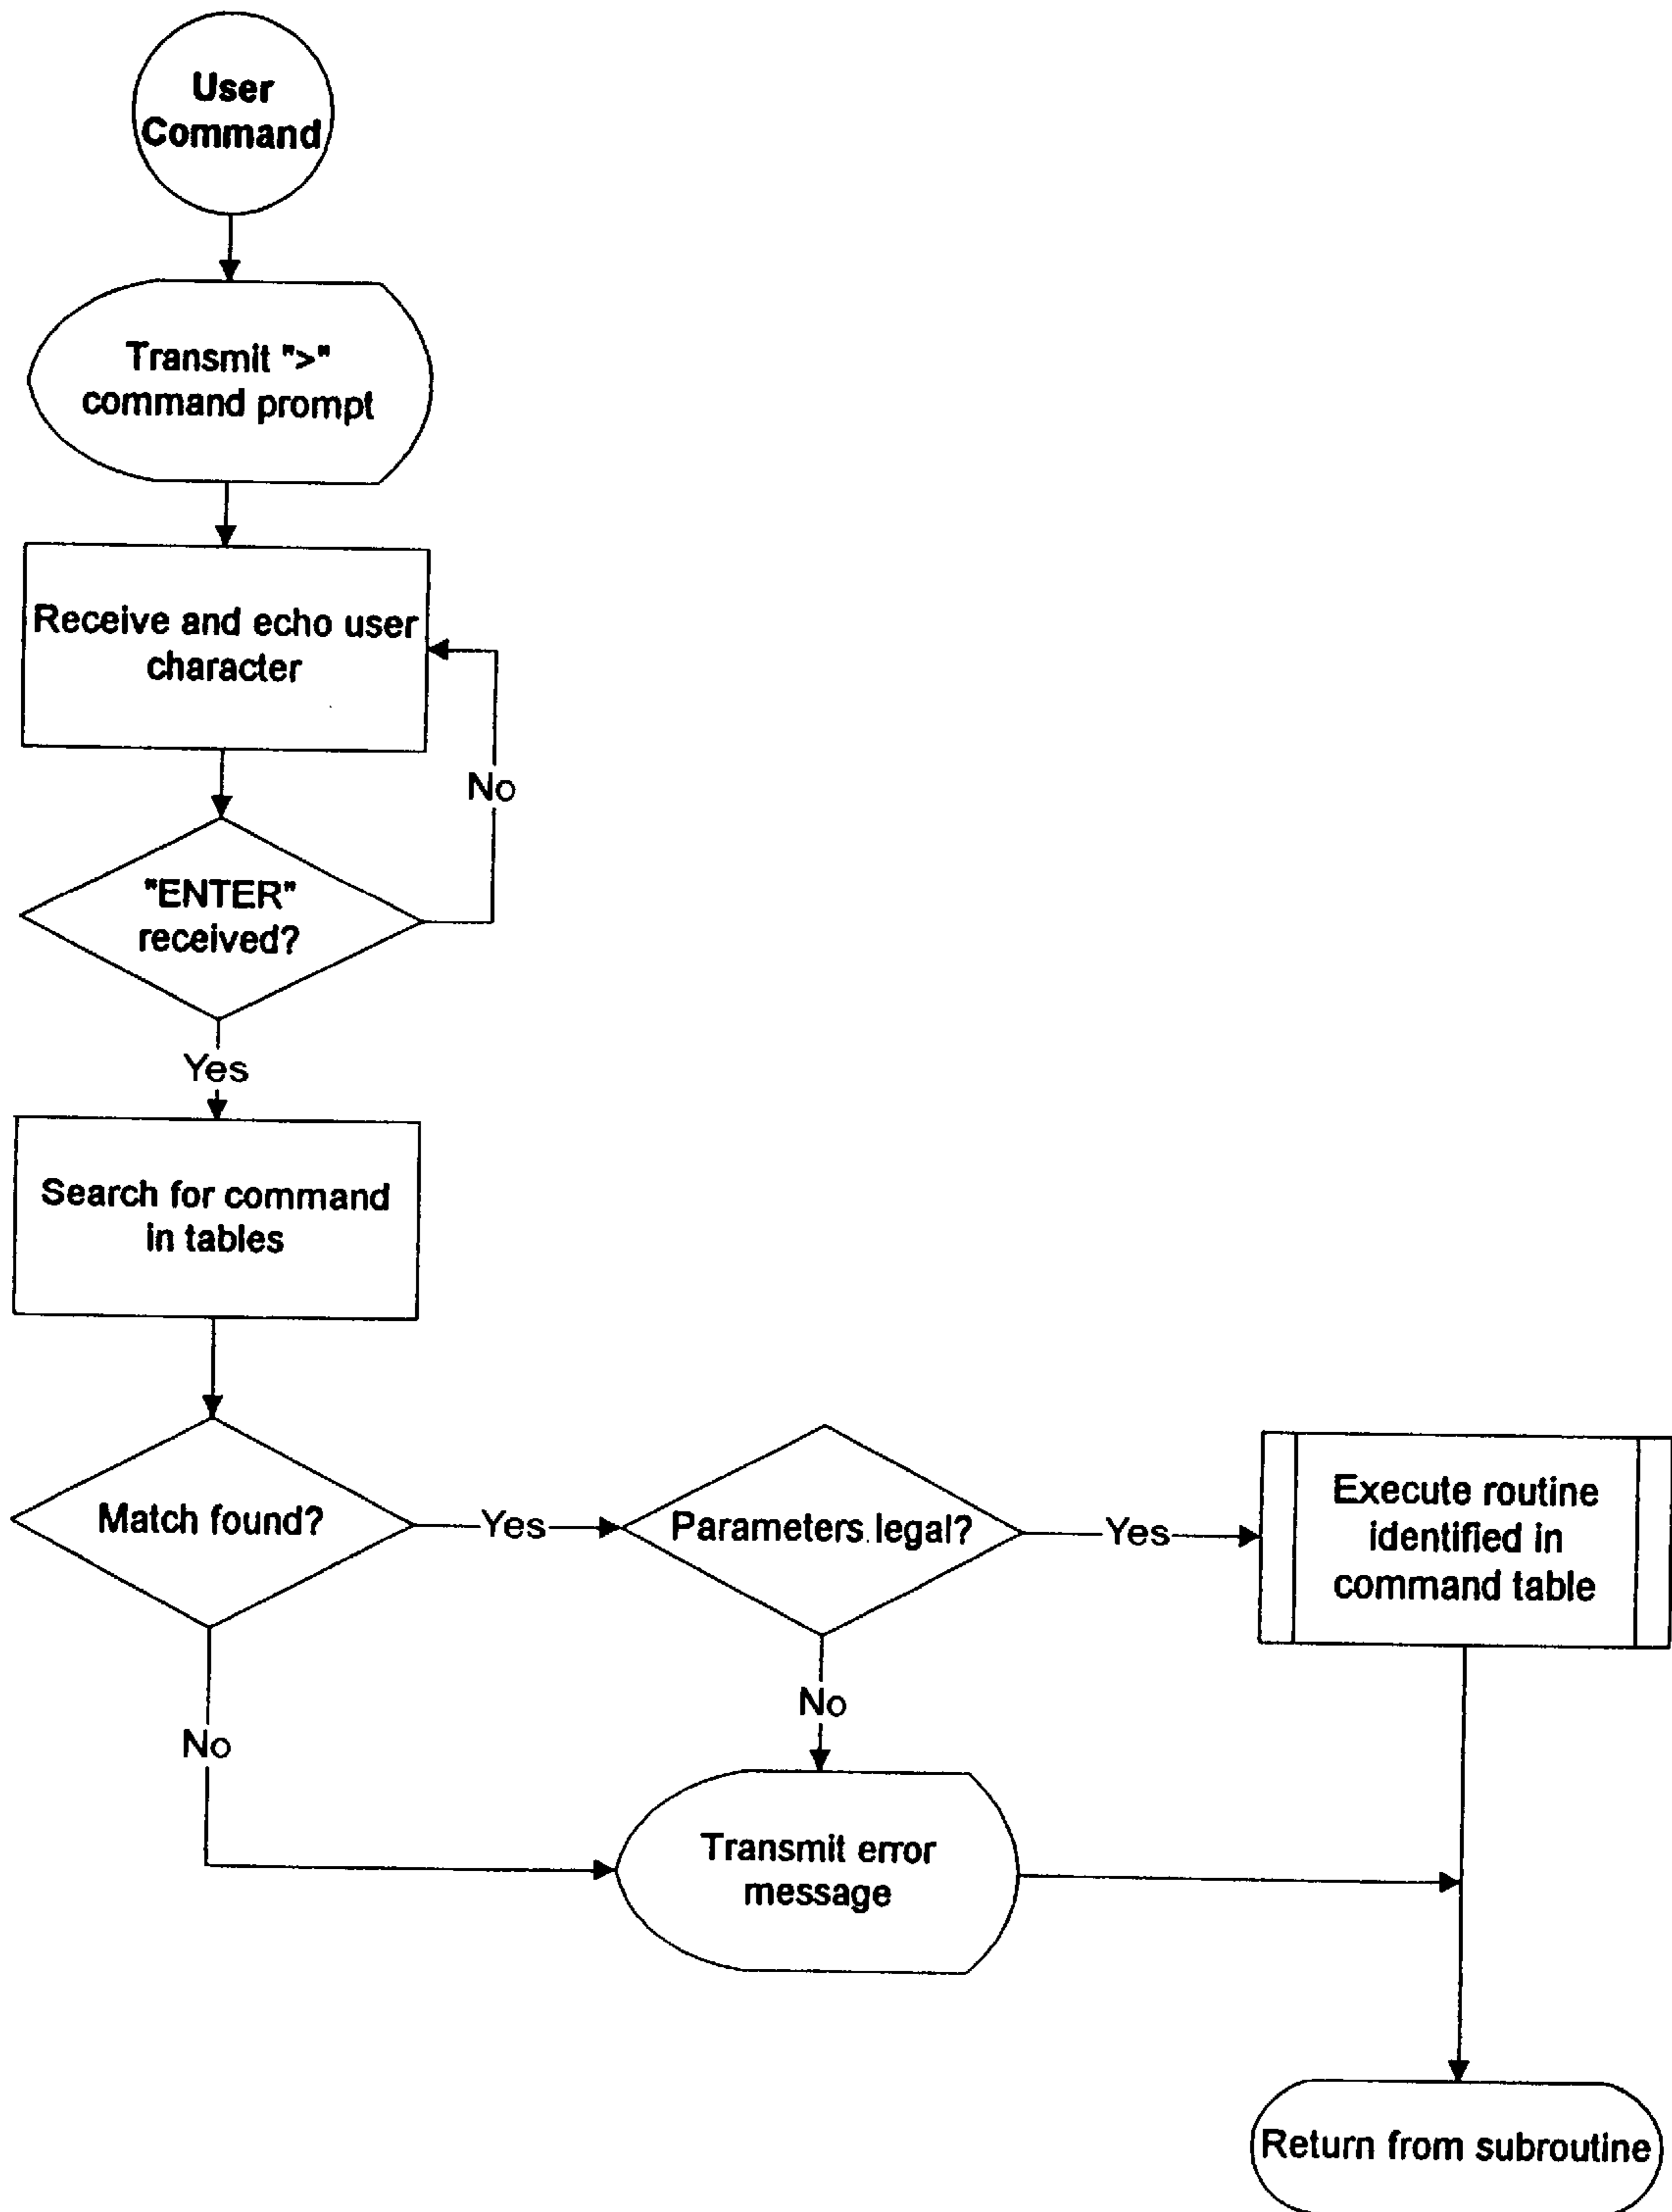 User
Command
Transmit ">"
command prompt
Receive and echo user
character
No
"ENTER"
received?
Yes
Search for command
in tables
Match found?
Yes
Parameters legal?
Yes
Execute routine
identified in
command table
No
No
Transmit error
message
Return from subroutine